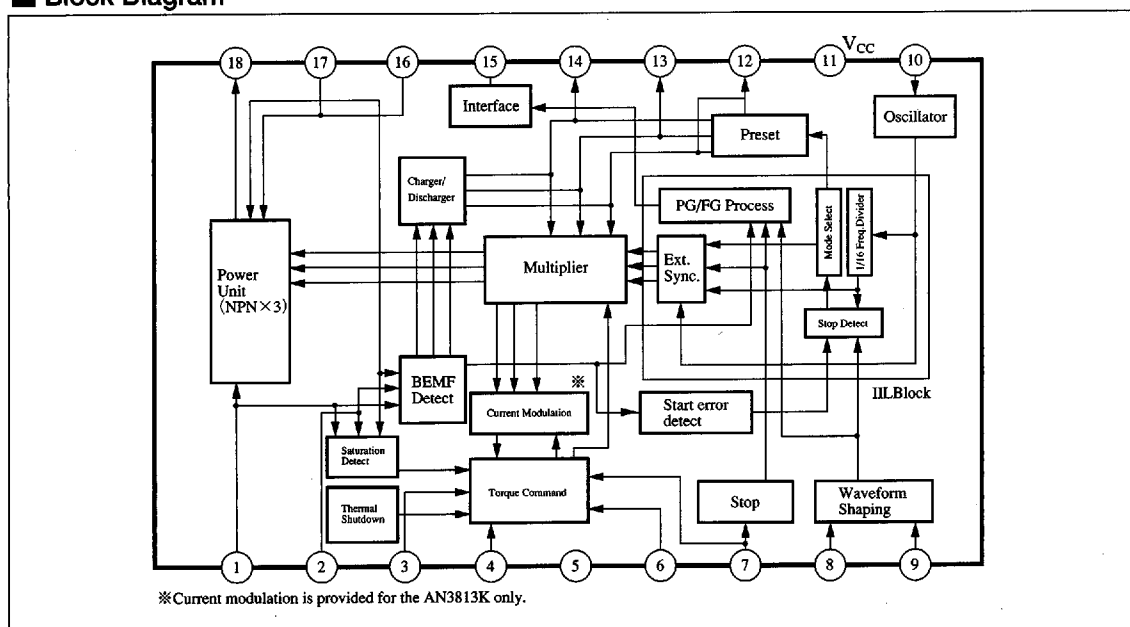 ■ Block Diagram
VCC
18 17 16 15 14 13 12 11 10
Interface
Oscillator
Preset
Charger/
Discharger
PG/FG Process
Mode Select
1/16 Freq.Divider
Power
Unit
(NPN×3)
Multiplier
Ext.
Sync.
Stop Detect
BEMF
Detect
※
IILBlock
Current Modulation
Start error
detect
Saturation
Detect
Torque Command
Thermal
Shutdown
Stop
Waveform
Shaping
1 2 3 4 5 6 7 8 9
※Current modulation is provided for the AN3813K only.